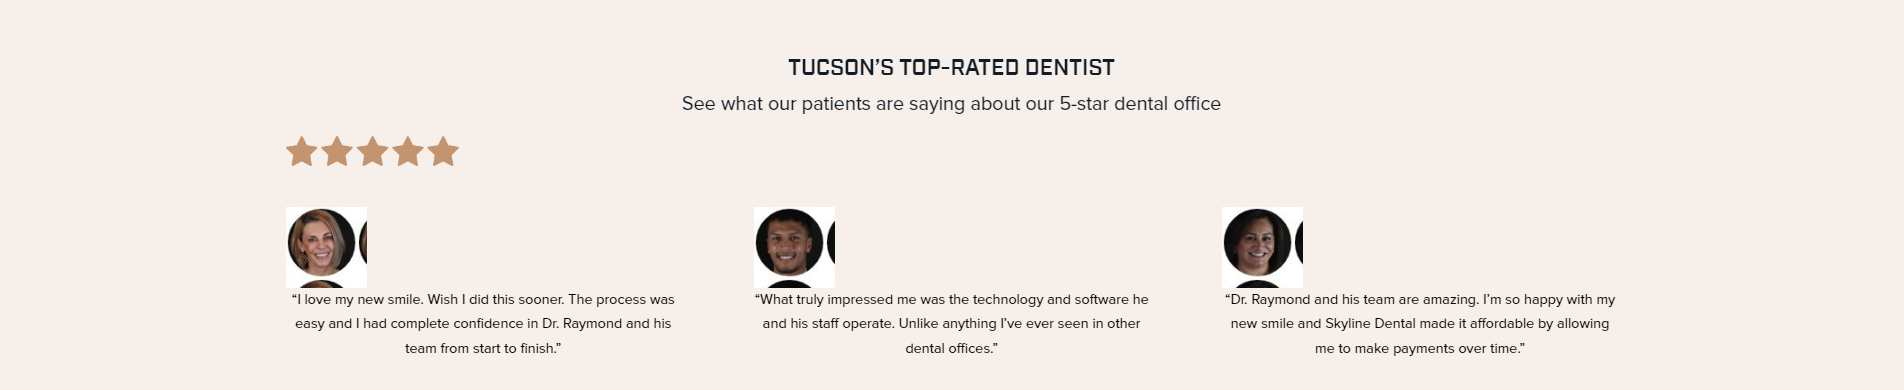 TUCSON’S TOP-RATED DENTIST
See what our patients are saying about our 5-star dental office
“I love my new smile. Wish I did this sooner. The process was
easy and I had complete confidence in Dr. Raymond and his
team from start to finish.”
“What truly impressed me was the technology and software he
and his staff operate. Unlike anything I’ve ever seen in other
dental offices.”
“Dr. Raymond and his team are amazing. I’m so happy with my
new smile and Skyline Dental made it affordable by allowing
me to make payments over time.”